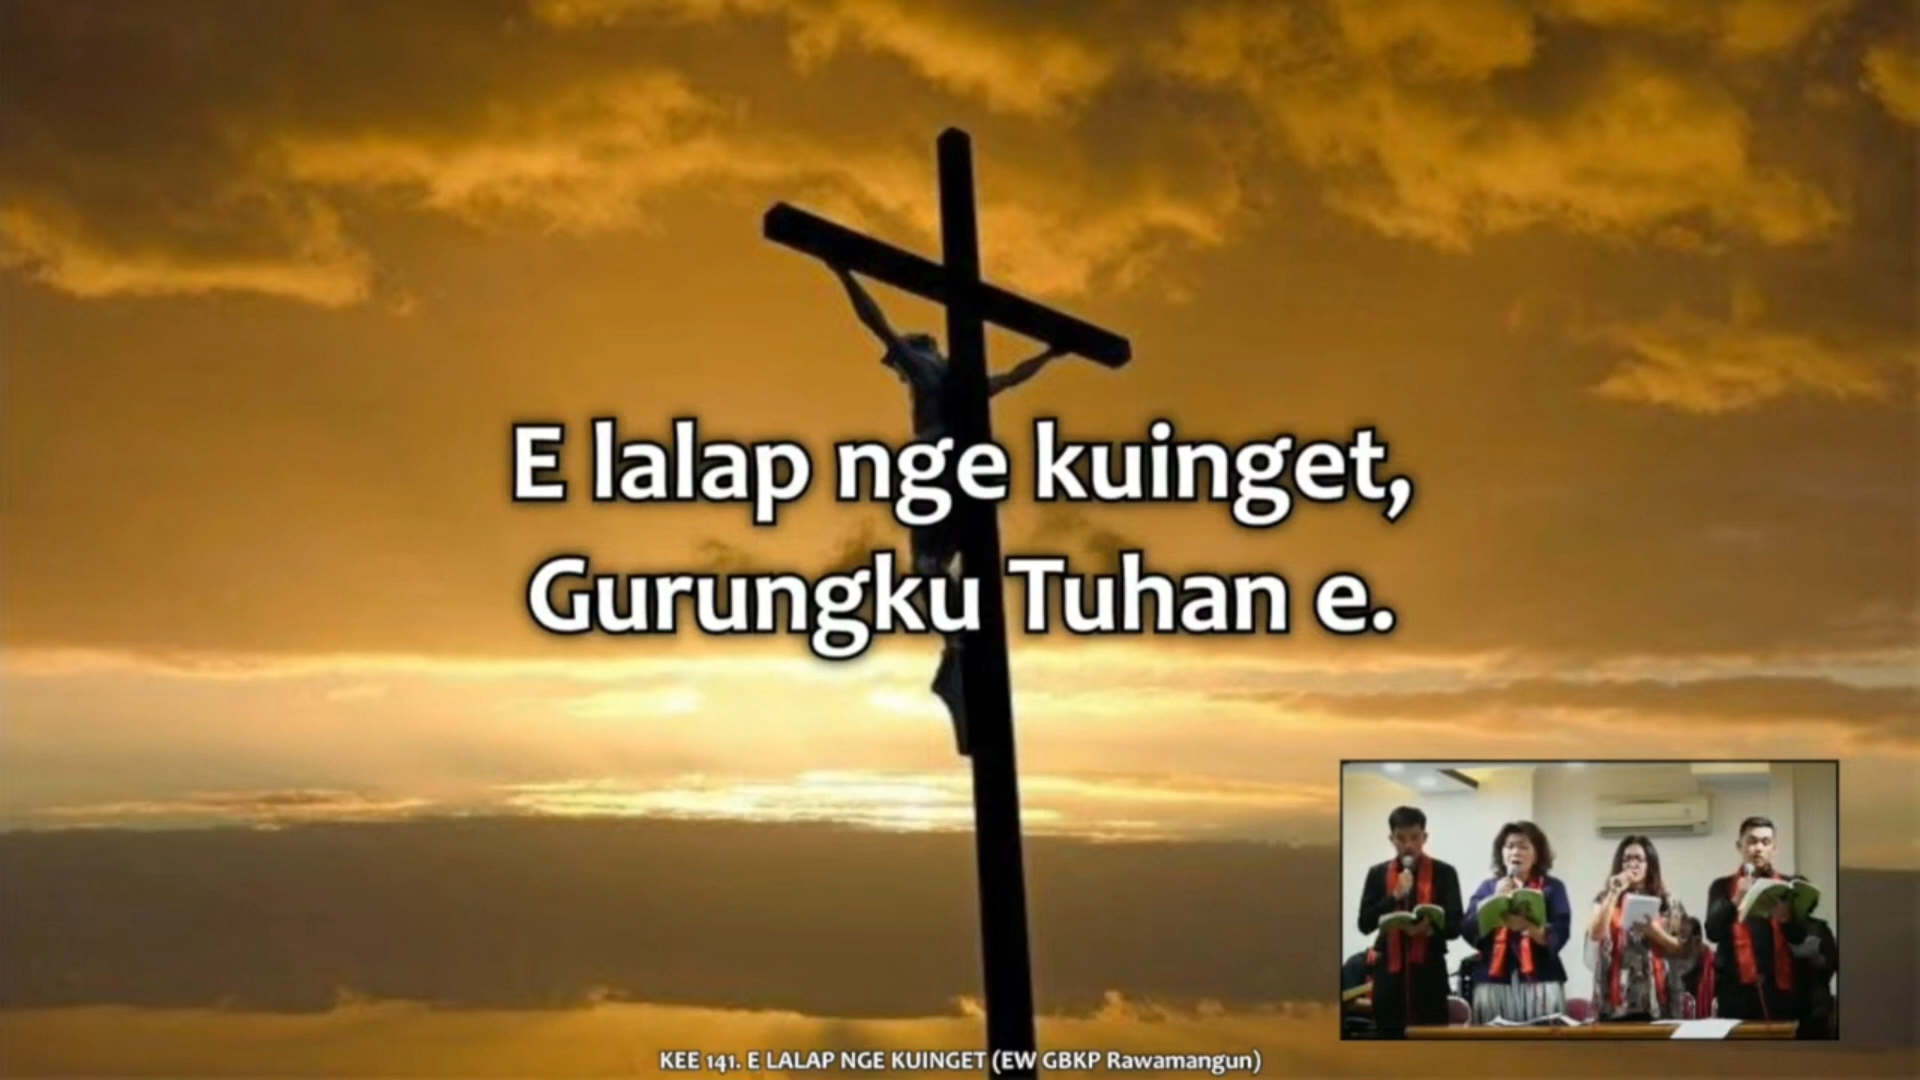 E lalap nge kuinget,
Gurungku Tuhan e.
KEE 141. E LALAP NGE KUINGET (EW GBKP Rawamangun)